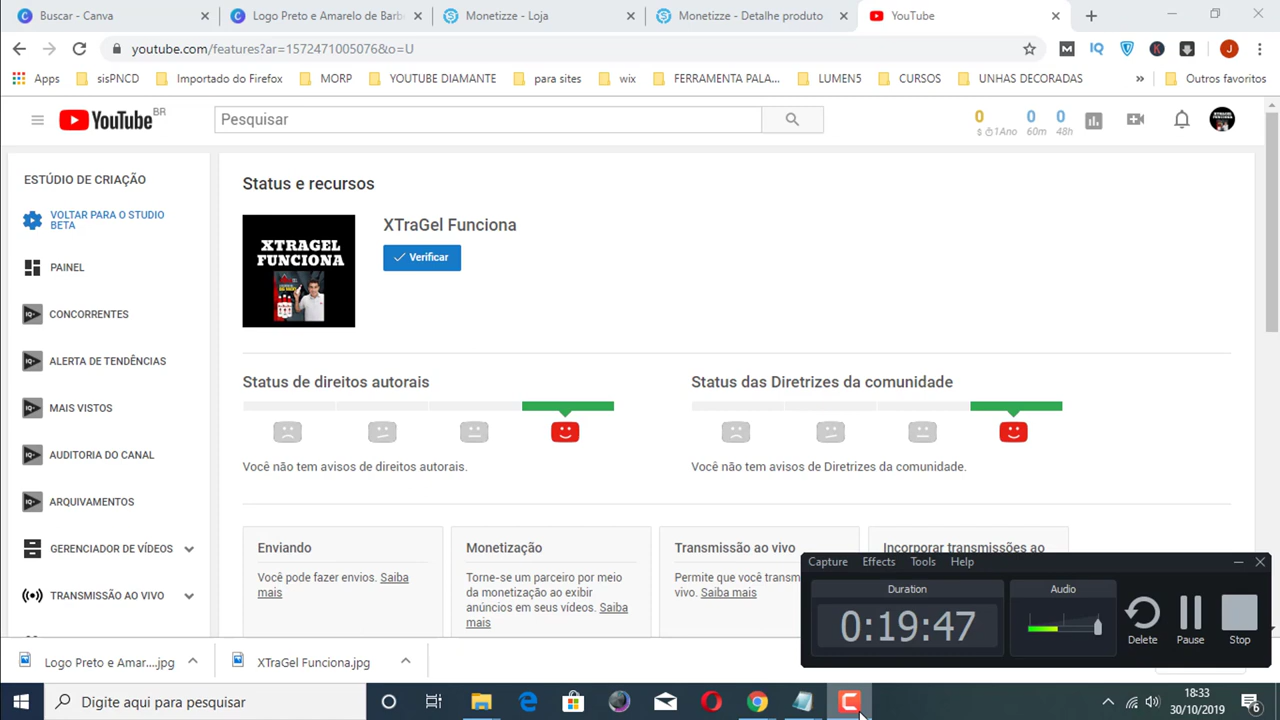 Buscar - Canva
Logo Preto e Amarelo de Barbe
Monetizze - Loja
Monetizze - Detalhe produto
YouTube
youtube.com/features?ar=1572471005076&o=U
Apps
sisPNCD
Importado do Firefox
MORP
YOUTUBE DIAMANTE
para sites
wix
FERRAMENTA PALA...
LUMEN5
CURSOS
UNHAS DECORADAS
»
Outros favoritos
YouTube BR
Pesquisar
0
0
0
$ 1Ano
60m
48h
ESTÚDIO DE CRIAÇÃO
VOLTAR PARA O STUDIO
BETA
PAINEL
CONCORRENTES
ALERTA DE TENDÊNCIAS
MAIS VISTOS
AUDITORIA DO CANAL
ARQUIVAMENTOS
GERENCIADOR DE VÍDEOS
TRANSMISSÃO AO VIVO
Status e recursos
XTRAGEL
FUNCIONA
XTraGel Funciona
Verificar
Status de direitos autorais
Você não tem avisos de direitos autorais.
Status das Diretrizes da comunidade
Você não tem avisos de Diretrizes da comunidade.
Enviando
Você pode fazer envios. Saiba
mais
Monetização
Torne-se um parceiro por meio
da monetização ao exibir
anúncios em seus vídeos. Saiba
mais
Transmissão ao vivo
Permite que você transm
vivo. Saiba mais
Incorporar transmissões ao
Capture
Effects
Tools
Help
Duration
0:19:47
Audio
Delete
Pause
Stop
Logo Preto e Amar....jpg
XTraGel Funciona.jpg
Digite aqui para pesquisar
18:33
30/10/2019
6